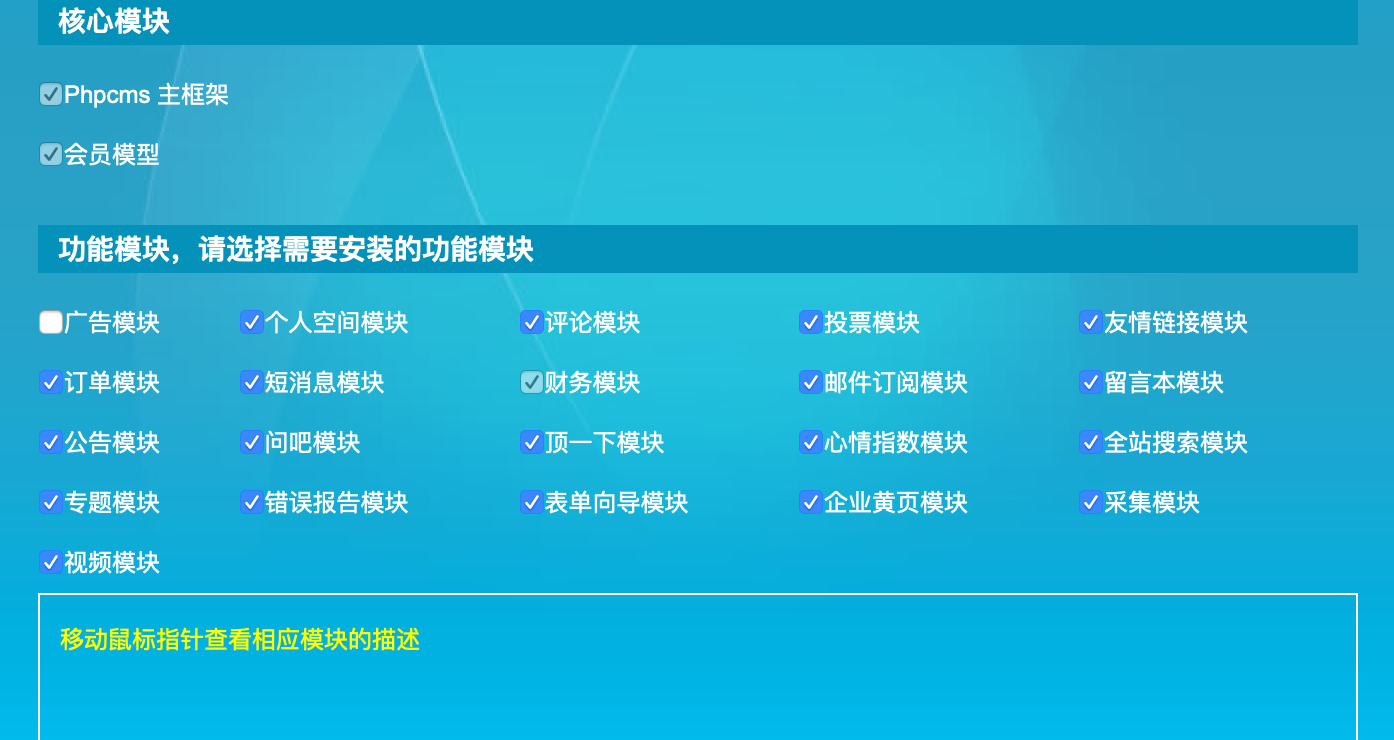 核心模块
Phpcms 主框架
会员模型
功能模块，请选择需要安装的功能模块
广告模块 个人空间模块 评论模块 投票模块 友情链接模块
订单模块 短消息模块 财务模块 邮件订阅模块 留言本模块
公告模块 问吧模块 顶一下模块 心情指数模块 全站搜索模块
专题模块 错误报告模块 表单向导模块 企业黄页模块 采集模块
视频模块
移动鼠标指针查看相应模块的描述